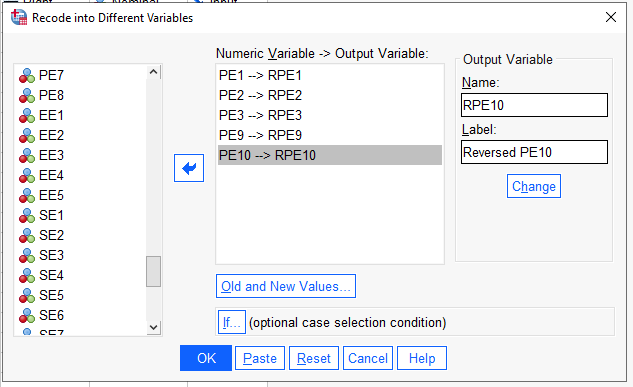 Recode into Different Variables
PE7
PE8
EE1
EE2
EE3
EE4
EE5
SE1
SE2
SE3
SE4
SE5
SE6
SE7
Numeric Variable -> Output Variable:
PE1 --> RPE1
PE2 --> RPE2
PE3 --> RPE3
PE9 --> RPE9
PE10 --> RPE10
Output Variable
Name:
RPE10
Label:
Reversed PE10
Change
Old and New Values...
If... (optional case selection condition)
OK Paste Reset Cancel Help